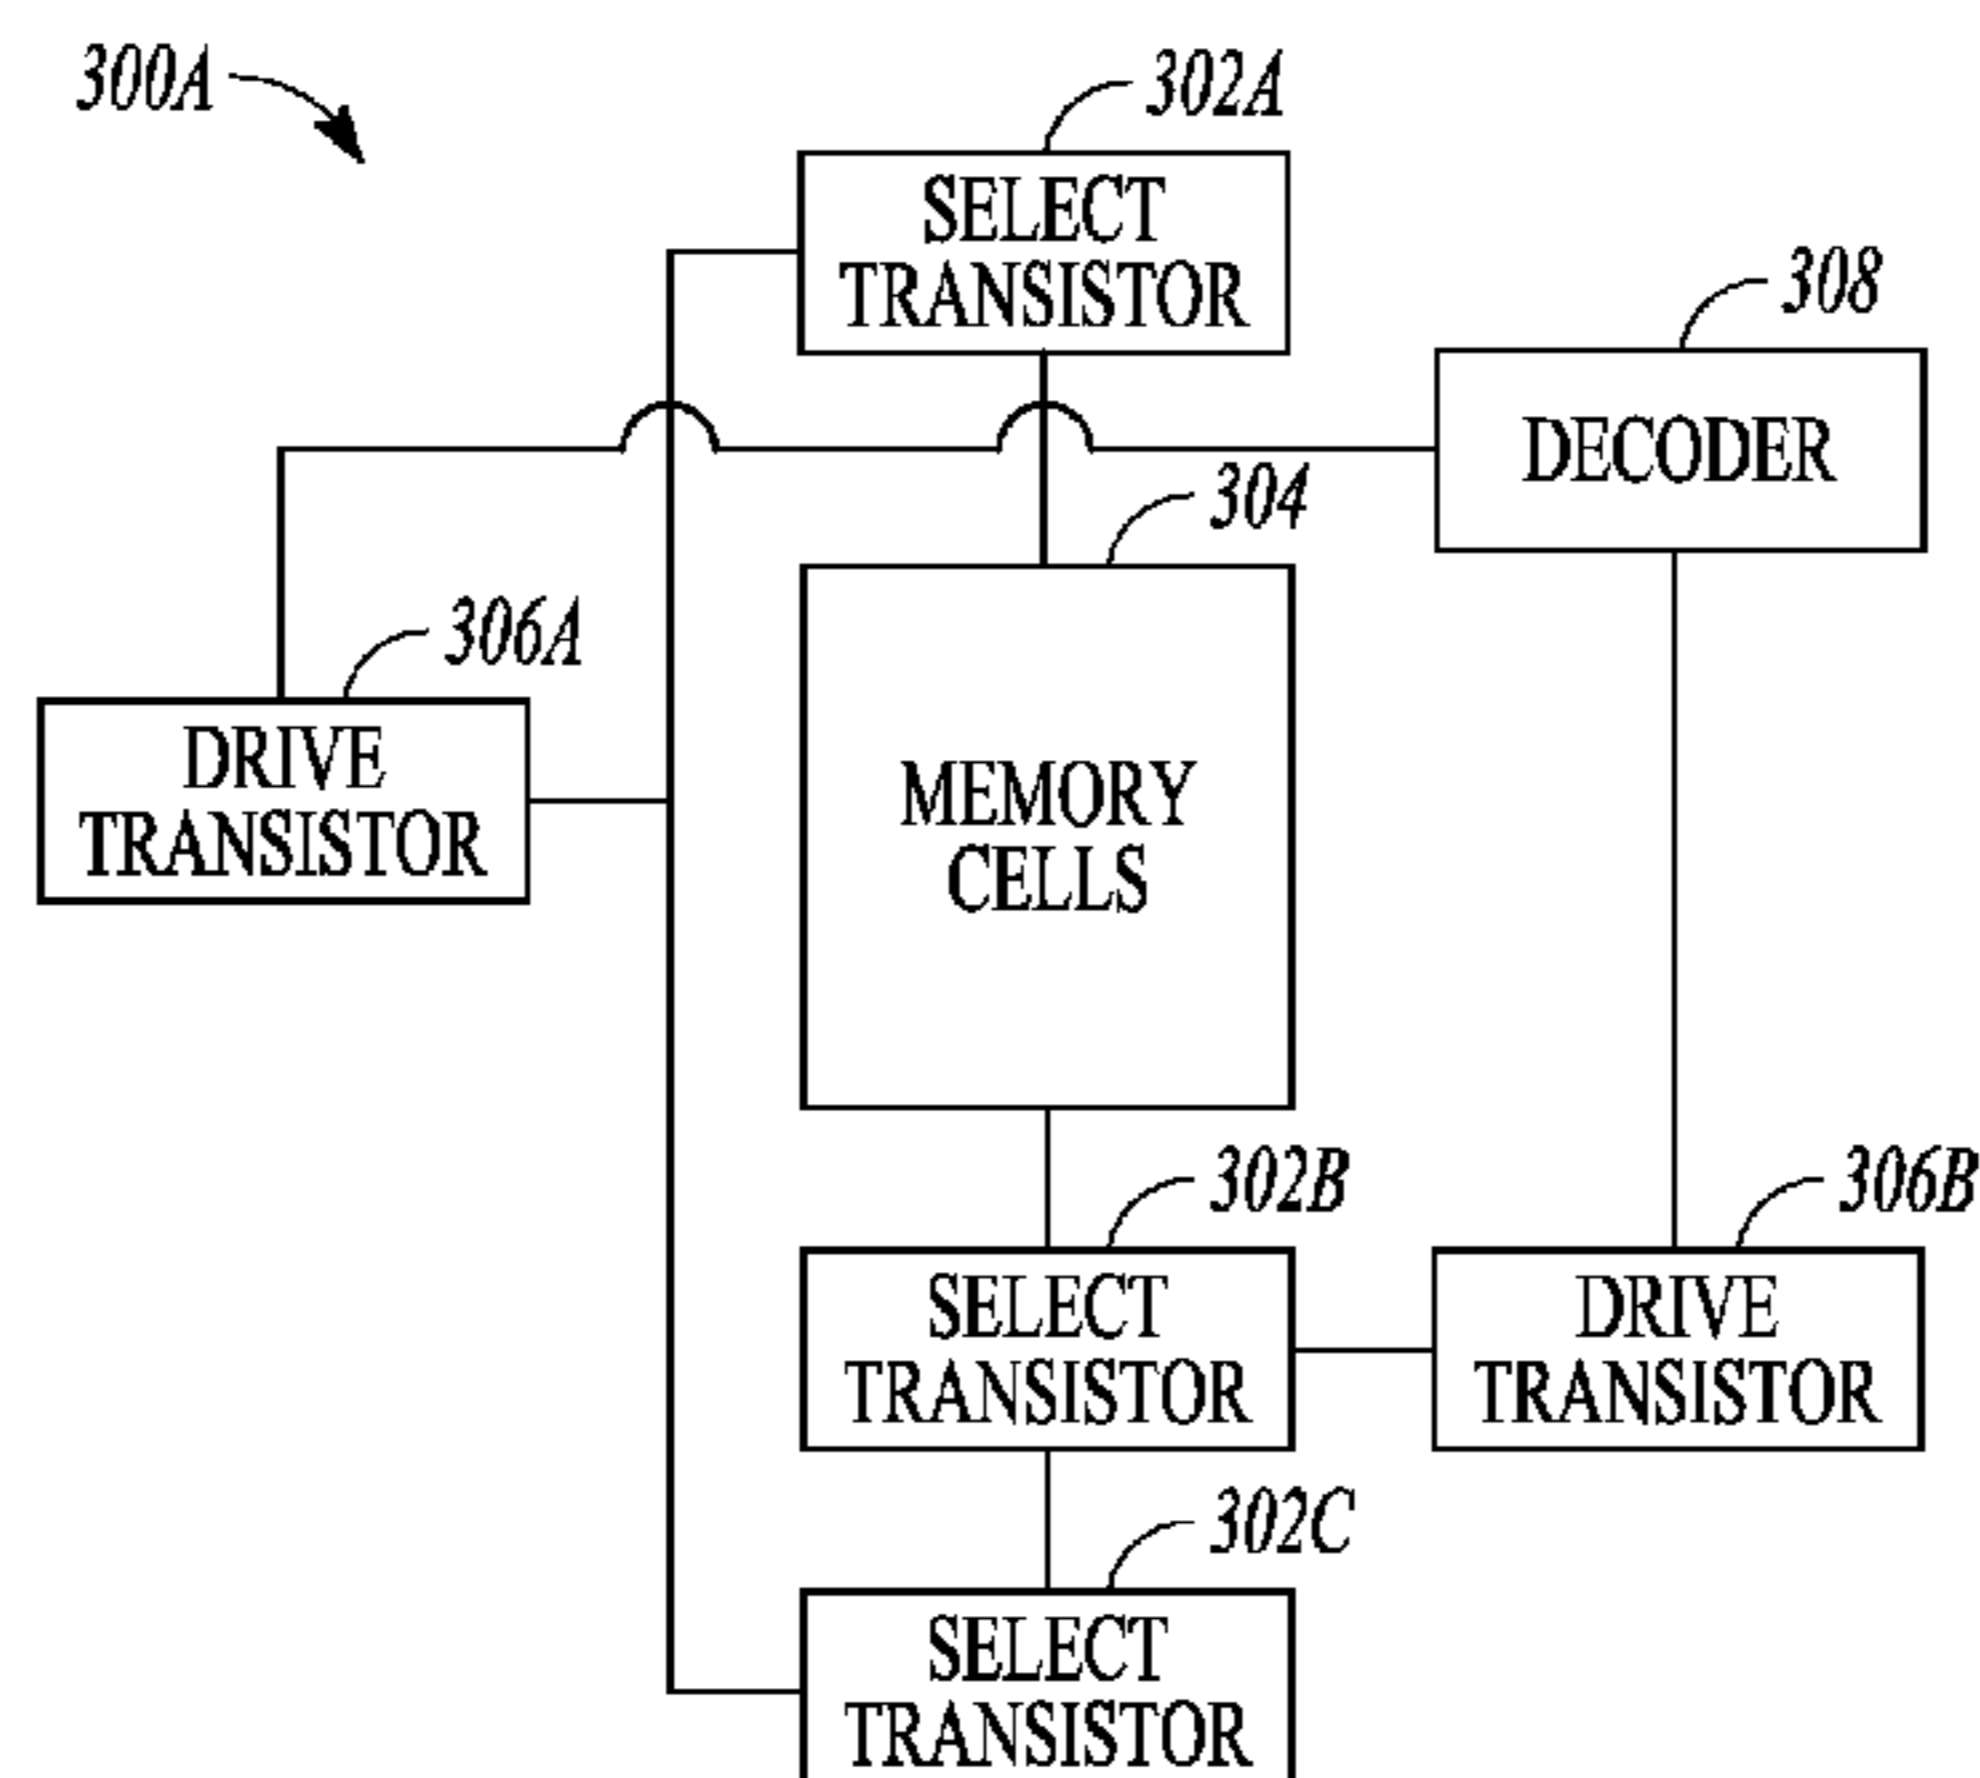 300A
302A
SELECT
TRANSISTOR
308
DECODER
304
MEMORY
CELLS
306A
DRIVE
TRANSISTOR
302B
SELECT
TRANSISTOR
306B
DRIVE
TRANSISTOR
302C
SELECT
TRANSISTOR